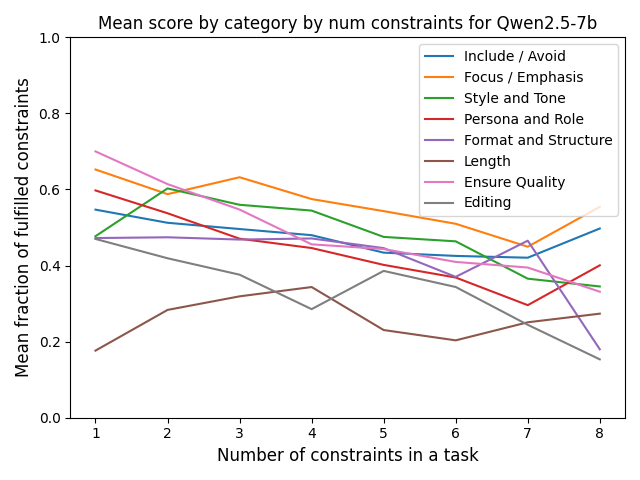 Mean score by category by num constraints for Qwen2.5-7b
Mean fraction of fulfilled constraints
1.0
0.8
0.6
0.4
0.2
0.0
Include / Avoid
Focus / Emphasis
Style and Tone
Persona and Role
Format and Structure
Length
Ensure Quality
Editing
1 2 3 4 5 6 7 8
Number of constraints in a task